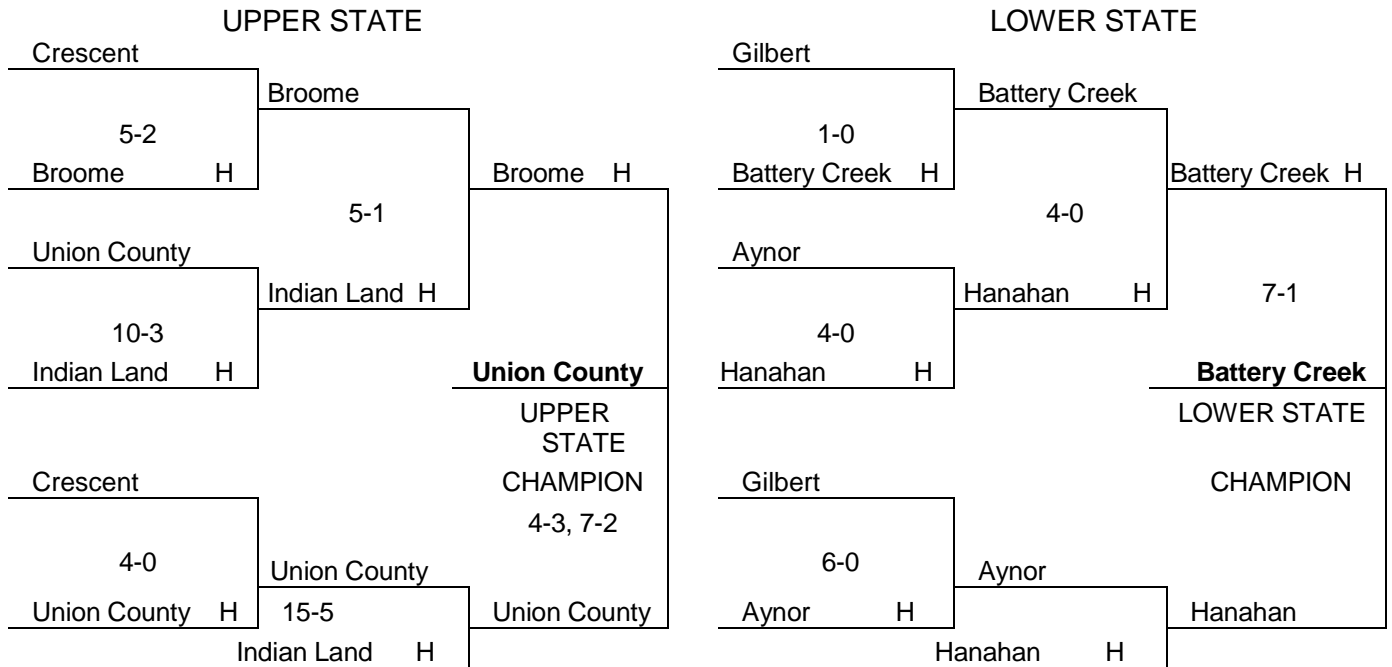 UPPER STATE
Crescent
Broome
5-2
Broome H
Broome H
5-1
Union County
Indian Land H
10-3
Indian Land H
Union County
UPPER
STATE
CHAMPION
4-3, 7-2
Crescent
4-0
Union County
Union County H
15-5
Union County
Indian Land H
LOWER STATE
Gilbert
Battery Creek
1-0
Battery Creek H
Battery Creek H
4-0
Aynor
Hanahan H
7-1
4-0
Hanahan H
Battery Creek
LOWER STATE
CHAMPION
Gilbert
6-0
Aynor
Aynor H
Hanahan
Hanahan H